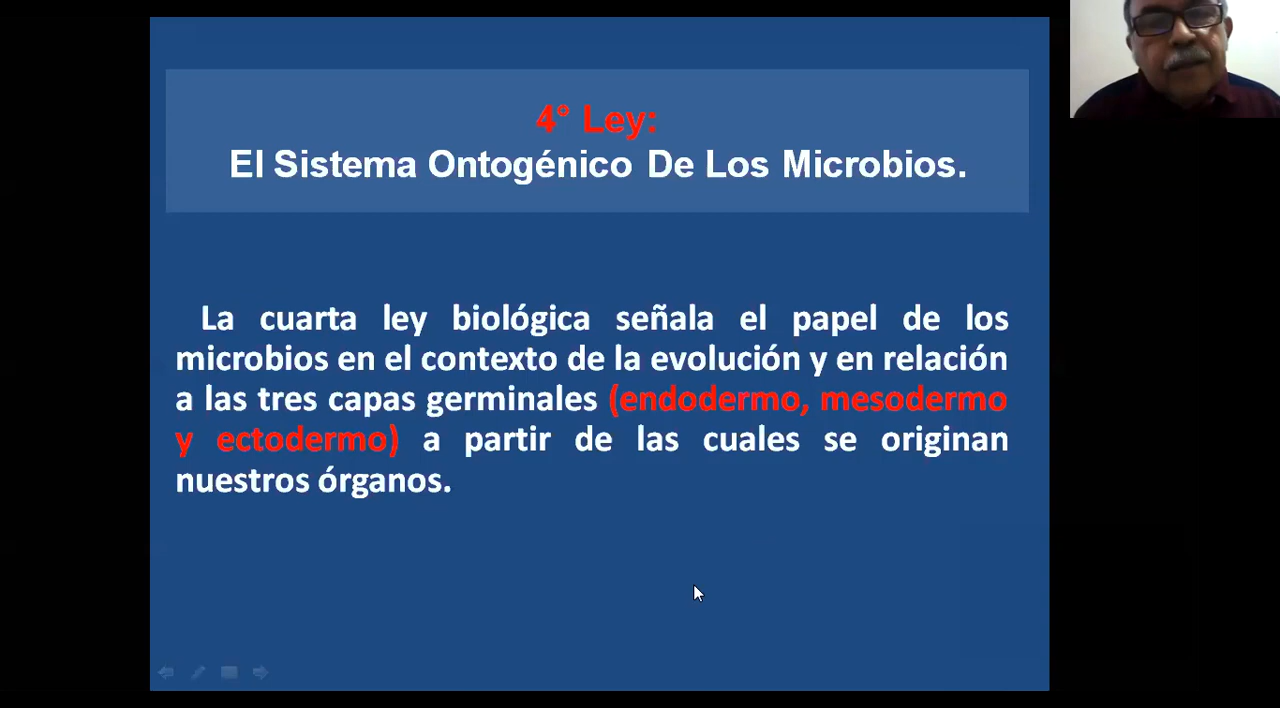 4° Ley:
El Sistema Ontogénico De Los Microbios.
La cuarta ley biológica señala el papel de los
microbios en el contexto de la evolución y en relación
a las tres capas germinales (endodermo, mesodermo
y ectodermo) a partir de las cuales se originan
nuestros órganos.